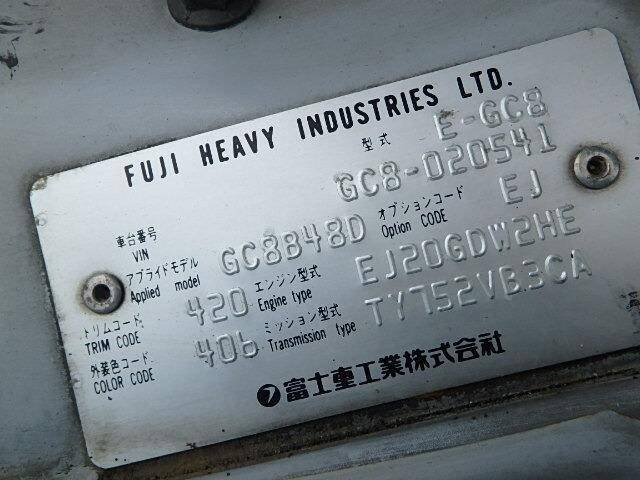 FUJI HEAVY INDUSTRIES LTD.
型式 E-GC8
車台番号 VIN GC8-020541
アプライドモデル Applied model GC8B48D オプションコード Option CODE EJ
トリムコード TRIM CODE 420 エンジン型式 Engine type EJ20GDW2HE
外装色コード COLOR CODE 406 ミッション型式 Transmission type TY752VB3CA
富士重工業株式会社